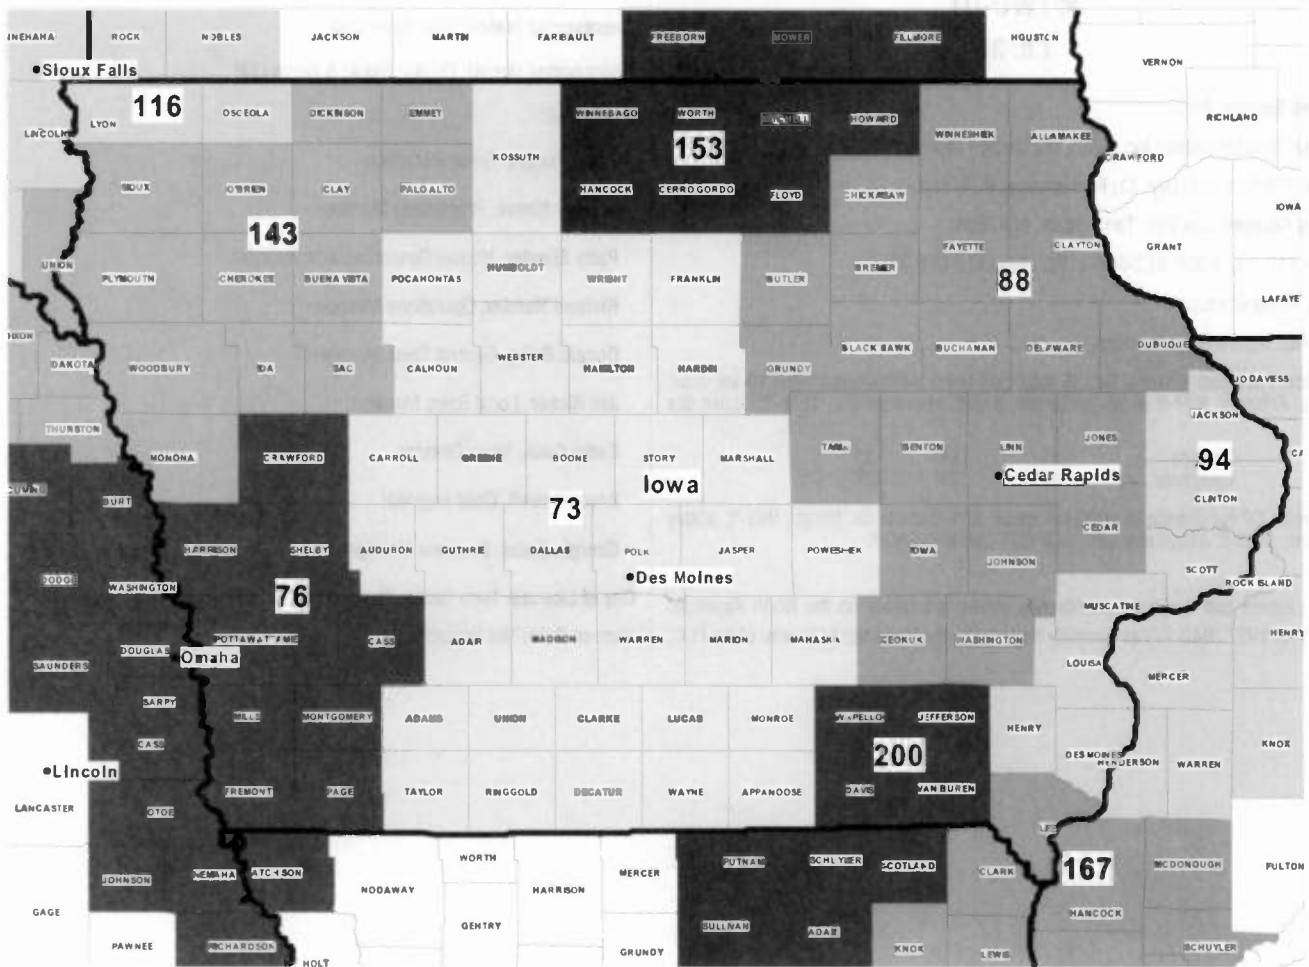 NNEHAHA
ROCK
NOBLES
JACKSON
MARTIN
FARIBAULT
FREEBORN
MOWER
FILLMORE
HOUSTON
VERNON
Sioux Falls
116
LYON
LINCOLN
OSCEOLA
DICKINSON
EMMET
KOSSUTH
WINNEBAGO
WORTH
MITCHELL
HOWARD
WINNESHIEK
ALLAMAKEE
RICHLAND
153
CRAWFORD
SIOUX
O'BRIEN
CLAY
PALO ALTO
HANCOCK
CERRO GORDO
FLOYD
CHICKASAW
IOWA
143
UNION
PLYMOUTH
CHEROKEE
BUENA VISTA
POCAHONTAS
HUMBOLDT
WRIGHT
FRANKLIN
BUTLER
BREMER
FAYETTE
CLAYTON
GRANT
88
LAFAYE
DIXON
DAKOTA
WOODBURY
IDA
SAC
CALHOUN
WEBSTER
HAMILTON
HARDIN
GRUNDY
BLACK HAWK
BUCHANAN
DELAWARE
DUBUQUE
JO DAVIESS
THURSTON
MONONA
CRAWFORD
CARROLL
GREENE
BOONE
STORY
MARSHALL
TAMA
BENTON
LINN
JONES
JACKSON
94
CA
Iowa
Cedar Rapids
CUMING
BURT
73
CLINTON
HARRISON
SHELBY
AUDUBON
GUTHRIE
DALLAS
POLK
JASPER
POWESHIEK
IOWA
JOHNSON
CEDAR
SCOTT
Des Moines
DODGE
WASHINGTON
76
ROCK ISLAND
MUSCATINE
POTTAWATTAMIE
CASS
ADAIR
MADISON
WARREN
MARION
MAHASKA
KEOKUK
WASHINGTON
HENRY
SAUNDERS
DOUGLAS
Omaha
LOUISA
MERCER
SARPY
MILLS
MONTGOMERY
ADAMS
UNION
CLARKE
LUCAS
MONROE
WAPELLO
JEFFERSON
HENRY
CASS
200
DES MOINES
HENDERSON
WARREN
KNOX
Lincoln
LANCASTER
OTOE
FREMONT
PAGE
TAYLOR
RINGGOLD
DECATUR
WAYNE
APPANOOSE
DAVIS
VAN BUREN
LEE
JOHNSON
NEMAHA
ATCHISON
NODAWAY
WORTH
HARRISON
MERCER
PUTNAM
SCHUYLER
SCOTLAND
CLARK
167
MCDONOUGH
FULTON
GAGE
PAWNEE
RICHARDSON
HOLT
GENTRY
GRUNDY
SULLIVAN
ADAIR
KNOX
LEWIS
HANCOCK
SCHUYLER